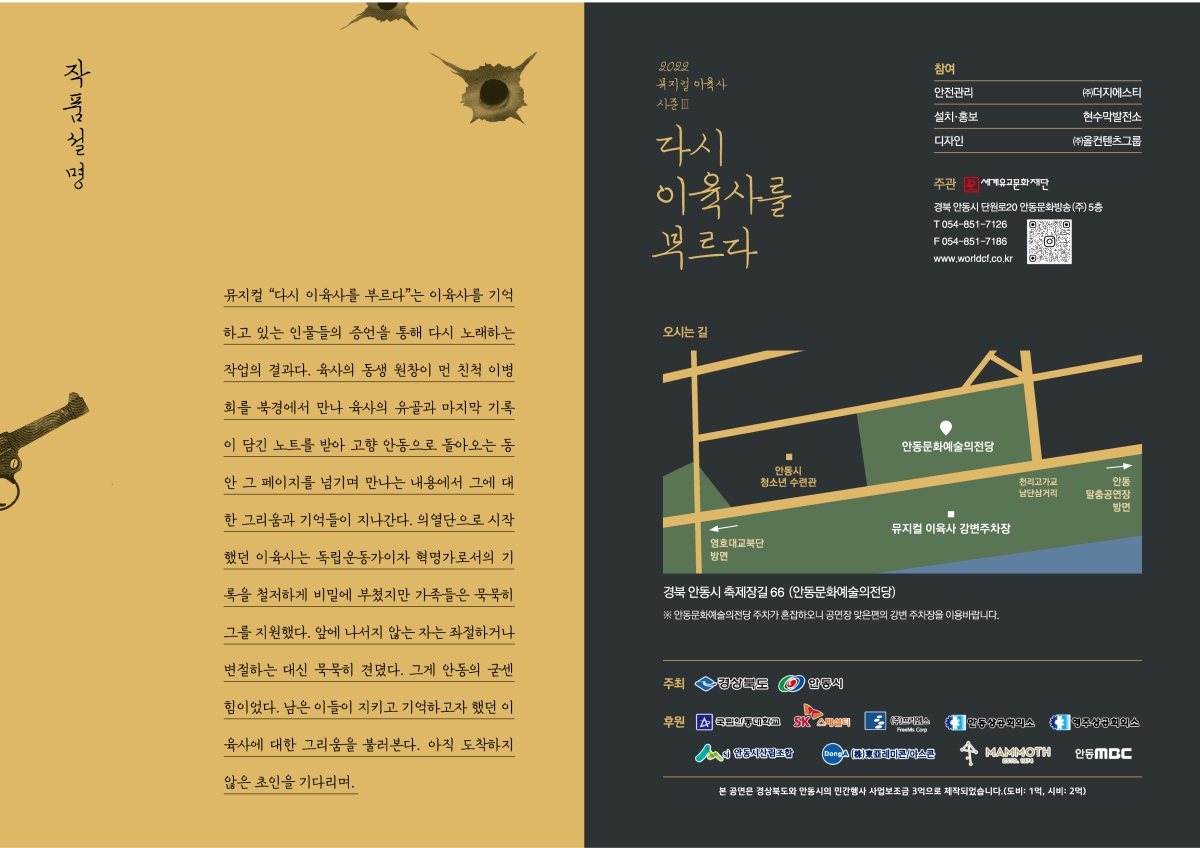 작품설명
뮤지컬 “다시 이육사를 부르다”는 이육사를 기억
하고 있는 인물들의 증언을 통해 다시 노래하는
작업의 결과다. 육사의 동생 원창이 먼 친척 이병
희를 북경에서 만나 육사의 유골과 마지막 기록
이 담긴 노트를 받아 고향 안동으로 돌아오는 동
안 그 페이지를 넘기며 만나는 내용에서 그에 대
한 그리움과 기억들이 지나간다. 의열단으로 시작
했던 이육사는 독립운동가이자 혁명가로서의 기
록을 철저하게 비밀에 부쳤지만 가족들은 묵묵히
그를 지원했다. 앞에 나서지 않는 자는 좌절하거나
변절하는 대신 묵묵히 견뎠다. 그게 안동의 굳센
힘이었다. 남은 이들이 지키고 기억하고자 했던 이
육사에 대한 그리움을 불러본다. 아직 도착하지
않은 초인을 기다리며.
2022
뮤지컬 이육사
시즌 Ⅲ
다시
이육사를
부르다
참여
안전관리 ㈜더지에스티
설치·홍보 현수막발전소
디자인 ㈜올컨텐츠그룹
주관 세계유교문화재단
경북 안동시 단원로20 안동문화방송(주) 5층
T 054-851-7126
F 054-851-7186
www.worldcf.co.kr
오시는 길
안동문화예술의전당
안동시
청소년 수련관
천리고가교
남단삼거리
안동
탈춤공연장
방면
뮤지컬 이육사 강변주차장
영호대교북단
방면
경북 안동시 축제장길 66 (안동문화예술의전당)
※ 안동문화예술의전당 주차가 혼잡하오니 공연장 맞은편의 강변 주차장을 이용바랍니다.
주최 경상북도 안동시
후원 국립안동대학교 SK 스페셜티 (주)프리엠스 FreeMs Corp 안동상공회의소 영주상공회의소
안동시산림조합 DongA (株)東亞레미콘/아스콘 MAMMOTH ESTD. 1974 안동MBC
본 공연은 경상북도와 안동시의 민간행사 사업보조금 3억으로 제작되었습니다.(도비: 1억, 시비: 2억)